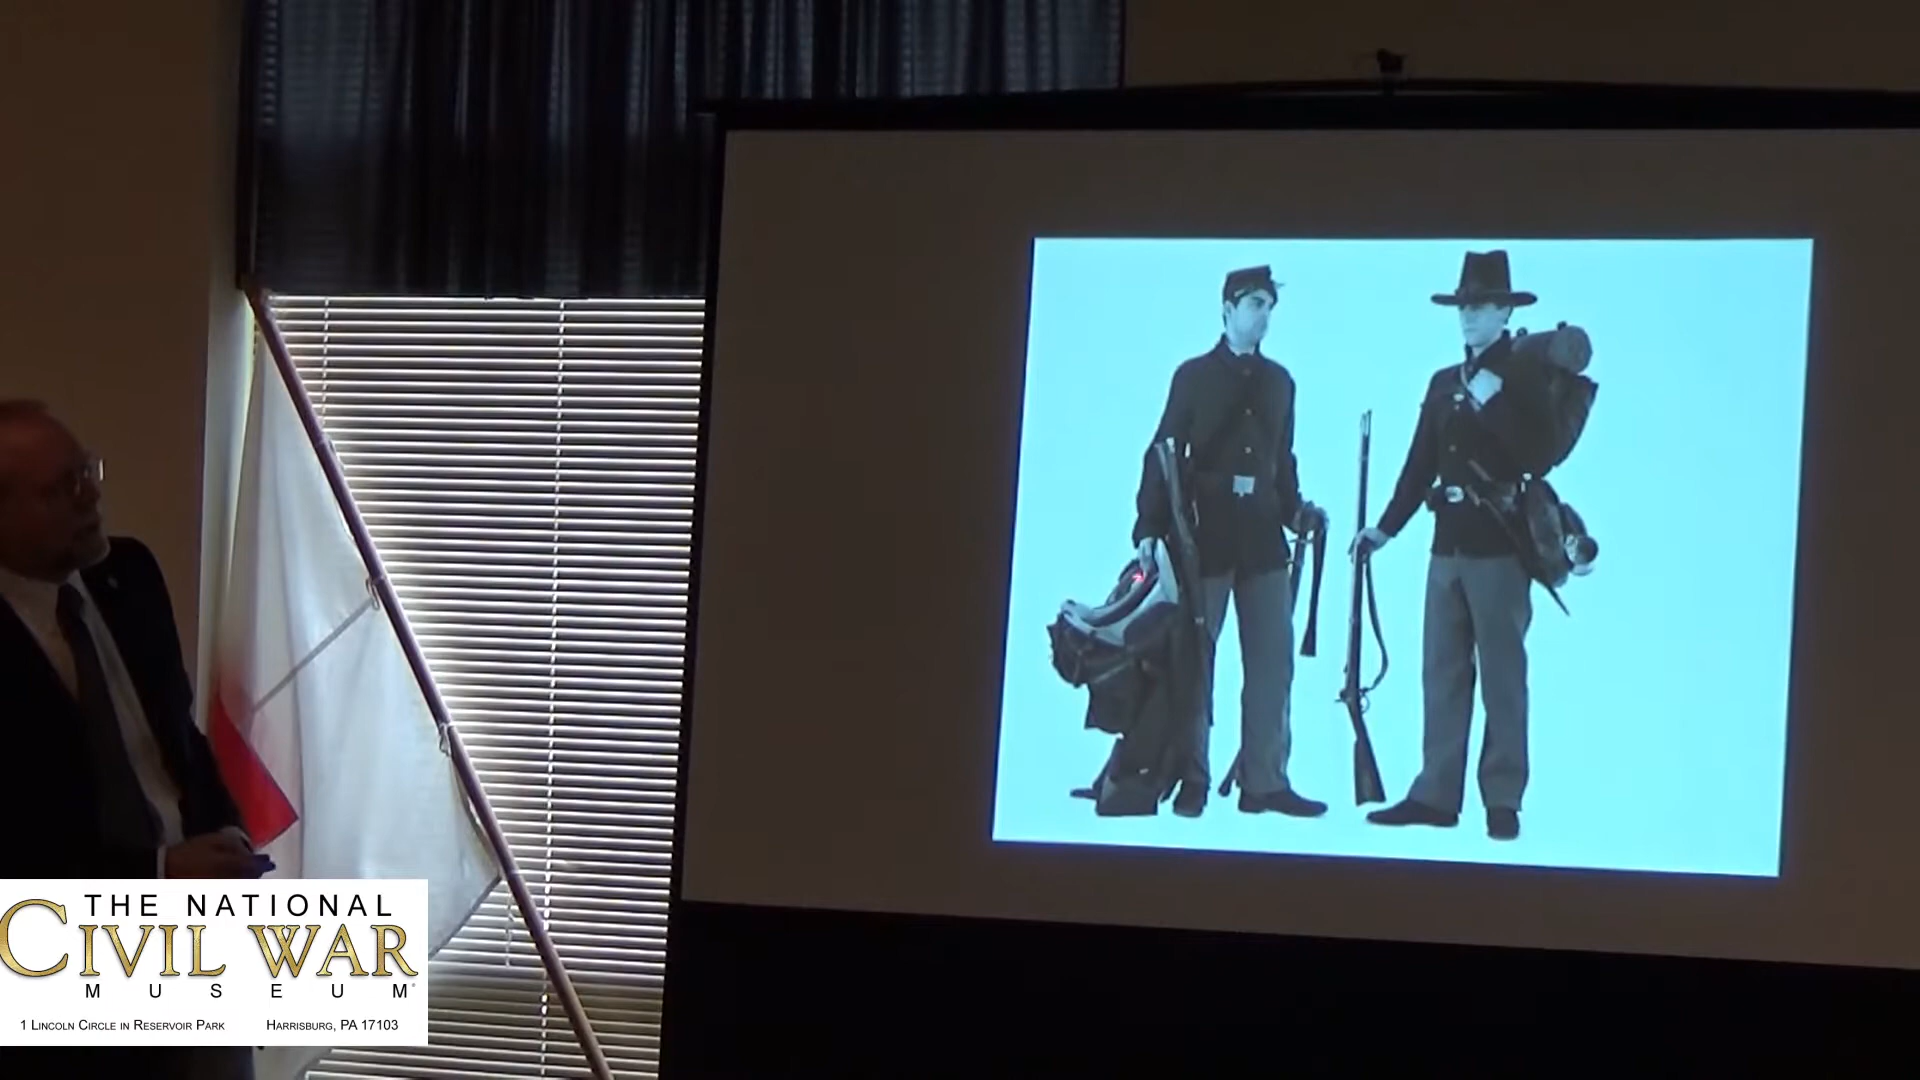 THE NATIONAL
CIVIL WAR
MUSEUM
1 LINCOLN CIRCLE IN RESERVOIR PARK HARRISBURG, PA 17103